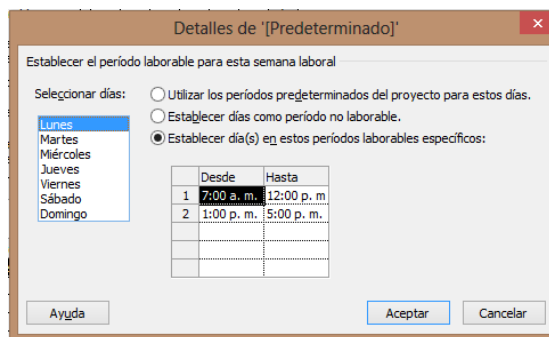 Detalles de '[Predeterminado]'
Establecer el período laborable para esta semana laboral
Seleccionar días:
Utilizar los períodos predeterminados del proyecto para estos días.
Establecer días como período no laborable.
Establecer día(s) en estos períodos laborables específicos:
Lunes
Martes
Miércoles
Jueves
Viernes
Sábado
Domingo
Desde Hasta
1 7:00 a. m. 12:00 p. m
2 1:00 p. m. 5:00 p. m.
Ayuda Aceptar Cancelar